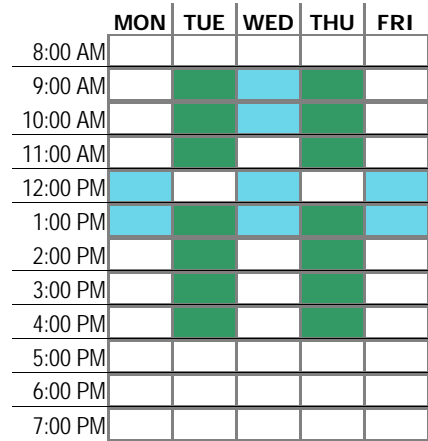 MON TUE WED THU FRI
8:00 AM
9:00 AM
10:00 AM
11:00 AM
12:00 PM
1:00 PM
2:00 PM
3:00 PM
4:00 PM
5:00 PM
6:00 PM
7:00 PM